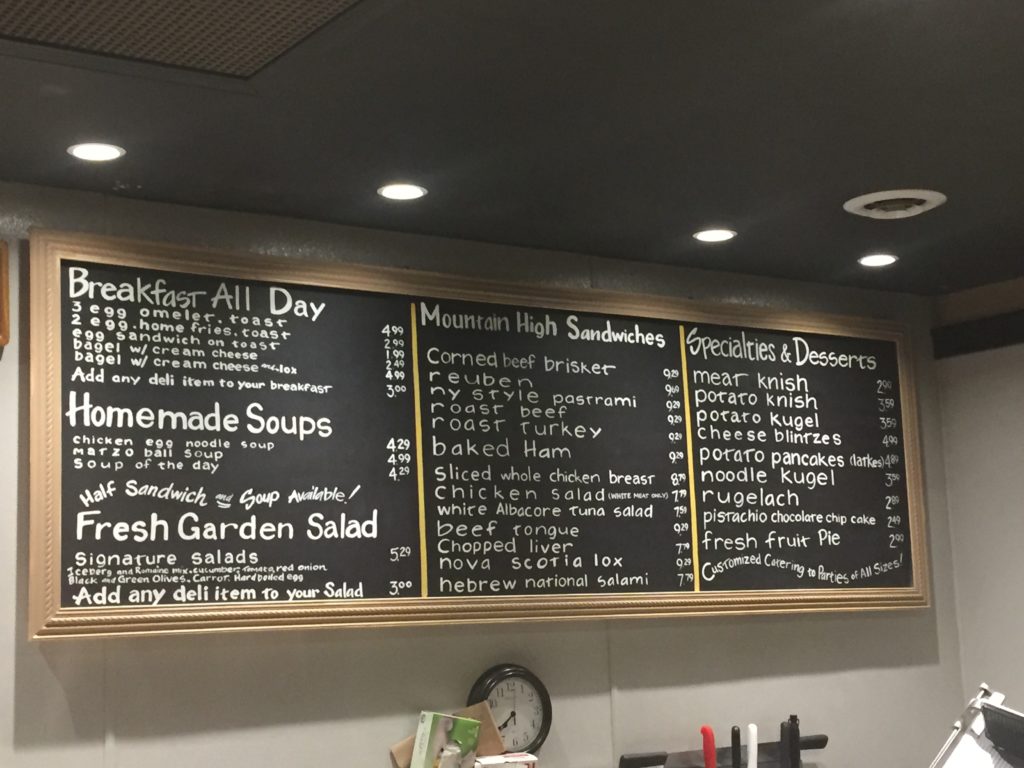 Breakfast All Day
3 egg omelet. toast 4.99
2 egg. home fries. toast 2.99
egg sandwich on toast 1.99
bagel w/ cream cheese 2.49
bagel w/ cream cheese and lox 4.99
Add any deli item to your breakfast 3.00
Homemade Soups
chicken egg noodle soup 4.29
matzo ball soup 4.99
Soup of the day 4.29
Half Sandwich and Soup Available!
Fresh Garden Salad
Signature salads 5.29
Iceberg and Romaine mix, cucumber, Tomato, red onion
Black and Green Olives. Carrot. Hard boiled egg
Add any deli item to your Salad 3.00
Mountain High Sandwiches
Corned beef brisket 9.29
reuben 9.69
ny style pastrami 9.29
roast beef 9.29
roast turkey 9.29
baked Ham 9.29
Sliced whole chicken breast 8.79
Chicken salad (WHITE MEAT ONLY) 7.79
white Albacore tuna salad 7.59
beef tongue 9.29
Chopped liver 7.79
nova scotia lox 9.29
hebrew national salami 7.79
Specialties & Desserts
meat knish 2.99
potato knish 3.59
potato Kugel 3.59
cheese blintzes 4.99
potato pancakes (latkes) 4.89
noodle kugel 3.59
rugelach 2.89
pistachio chocolate chip cake 2.49
fresh fruit Pie 2.99
Customized Catering to Parties of All Sizes!